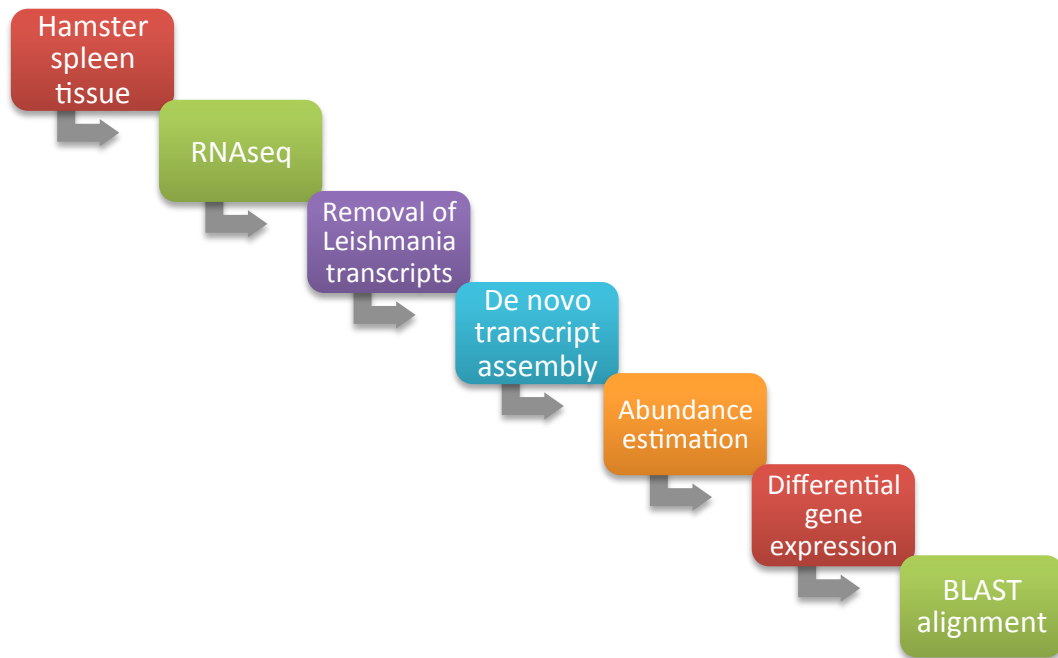 Hamster
spleen
tissue
RNAseq
Removal of
Leishmania
transcripts
De novo
transcript
assembly
Abundance
estimation
Differential
gene
expression
BLAST
alignment